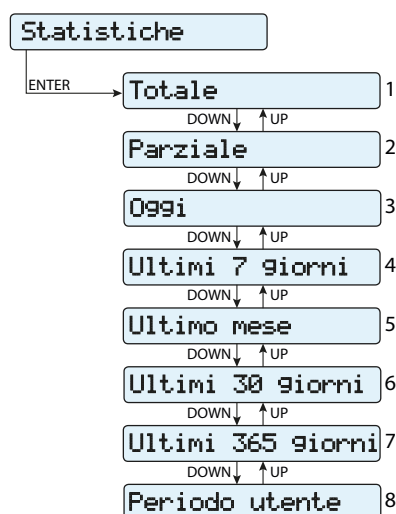 Statistiche
ENTER
Totale 1
DOWN UP
Parziale 2
DOWN UP
Oggi 3
DOWN UP
Ultimi 7 giorni 4
DOWN UP
Ultimo mese 5
DOWN UP
Ultimi 30 giorni 6
DOWN UP
Ultimi 365 giorni 7
DOWN UP
Periodo utente 8